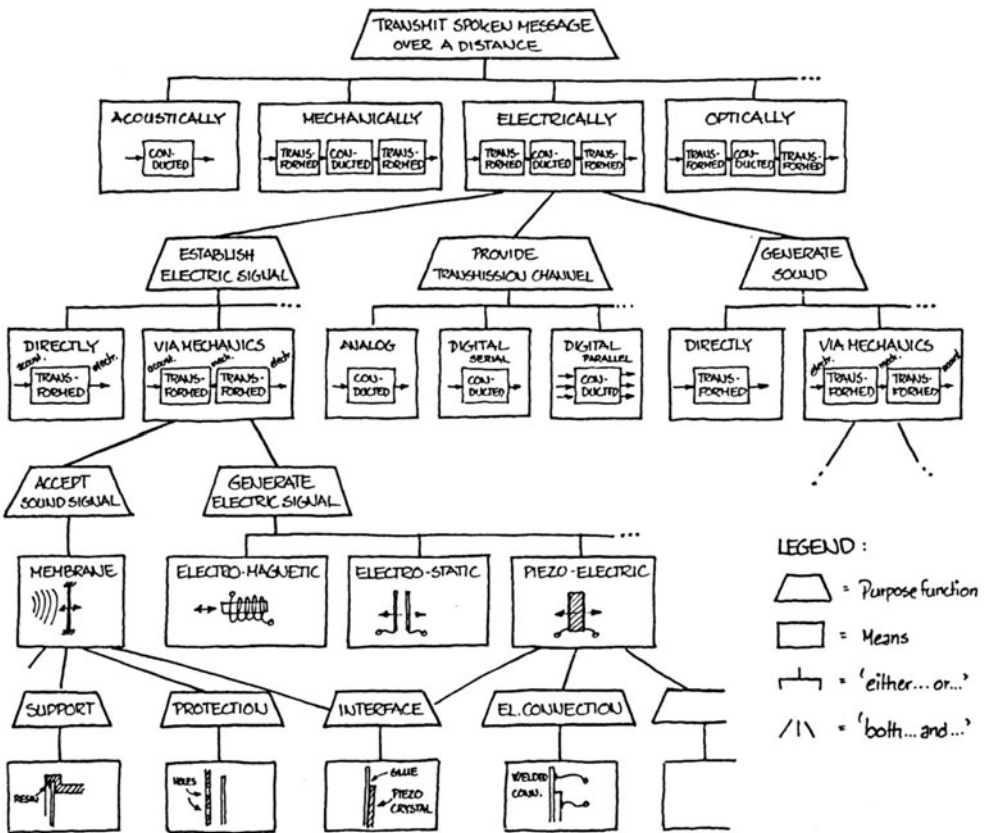 TRANSMIT SPOKEN MESSAGE
OVER A DISTANCE
...
ACOUSTICALLY
CON-
DUCTED
MECHANICALLY
TRANS-
FORMED
CON-
DUCTED
TRANS-
FORMED
ELECTRICALLY
TRANS-
FORMED
CON-
DUCTED
TRANS-
FORMED
OPTICALLY
TRANS-
FORMED
CON-
DUCTED
TRANS-
FORMED
ESTABLISH
ELECTRIC SIGNAL
PROVIDE
TRANSMISSION CHANNEL
GENERATE
SOUND
...
...
...
DIRECTLY
acoust.
electr.
TRANS-
FORMED
VIA MECHANICS
acoust.
mech.
electr.
TRANS-
FORMED
TRANS-
FORMED
ANALOG
CON-
DUCTED
DIGITAL
SERIAL
CON-
DUCTED
DIGITAL
PARALLEL
CON-
DUCTED
DIRECTLY
TRANS-
FORMED
VIA MECHANICS
electr.
mech.
acoust.
TRANS-
FORMED
TRANS-
FORMED
...
...
ACCEPT
SOUND SIGNAL
GENERATE
ELECTRIC SIGNAL
...
MEMBRANE
ELECTRO-MAGNETIC
ELECTRO-STATIC
PIEZO-ELECTRIC
SUPPORT
PROTECTION
INTERFACE
EL. CONNECTION
RESIN
HOLES
GLUE
PIEZO
CRYSTAL
WELDED
CONN.
LEGEND :
= Purpose function
= Means
= 'either... or...'
= 'both... and...'